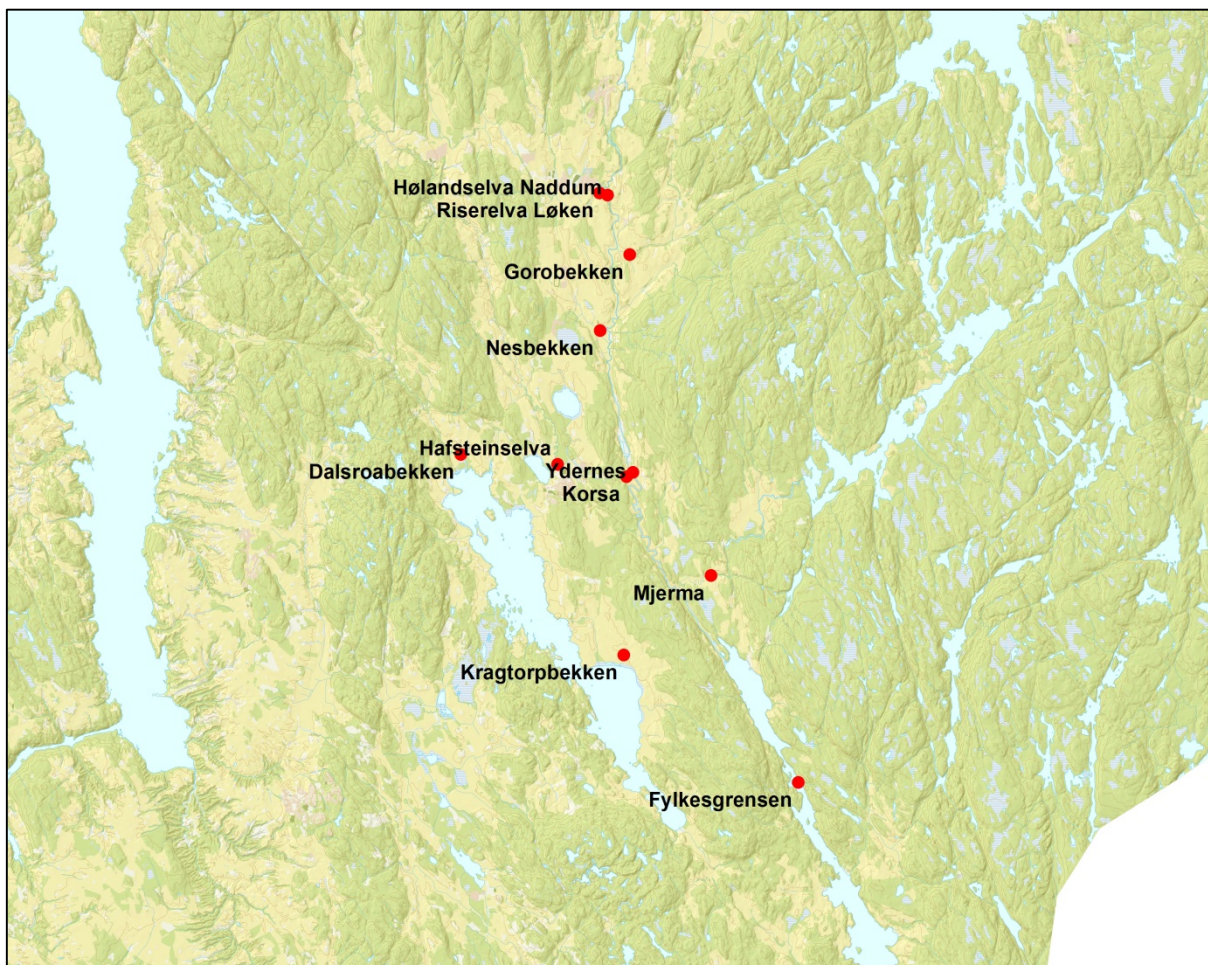 Hølandselva Naddum
Riserelva Løken
Gorobekken
Nesbekken
Hafsteinselva
Dalsroabekken
Ydernes
Korsa
Mjerma
Kragtorpbekken
Fylkesgrensen